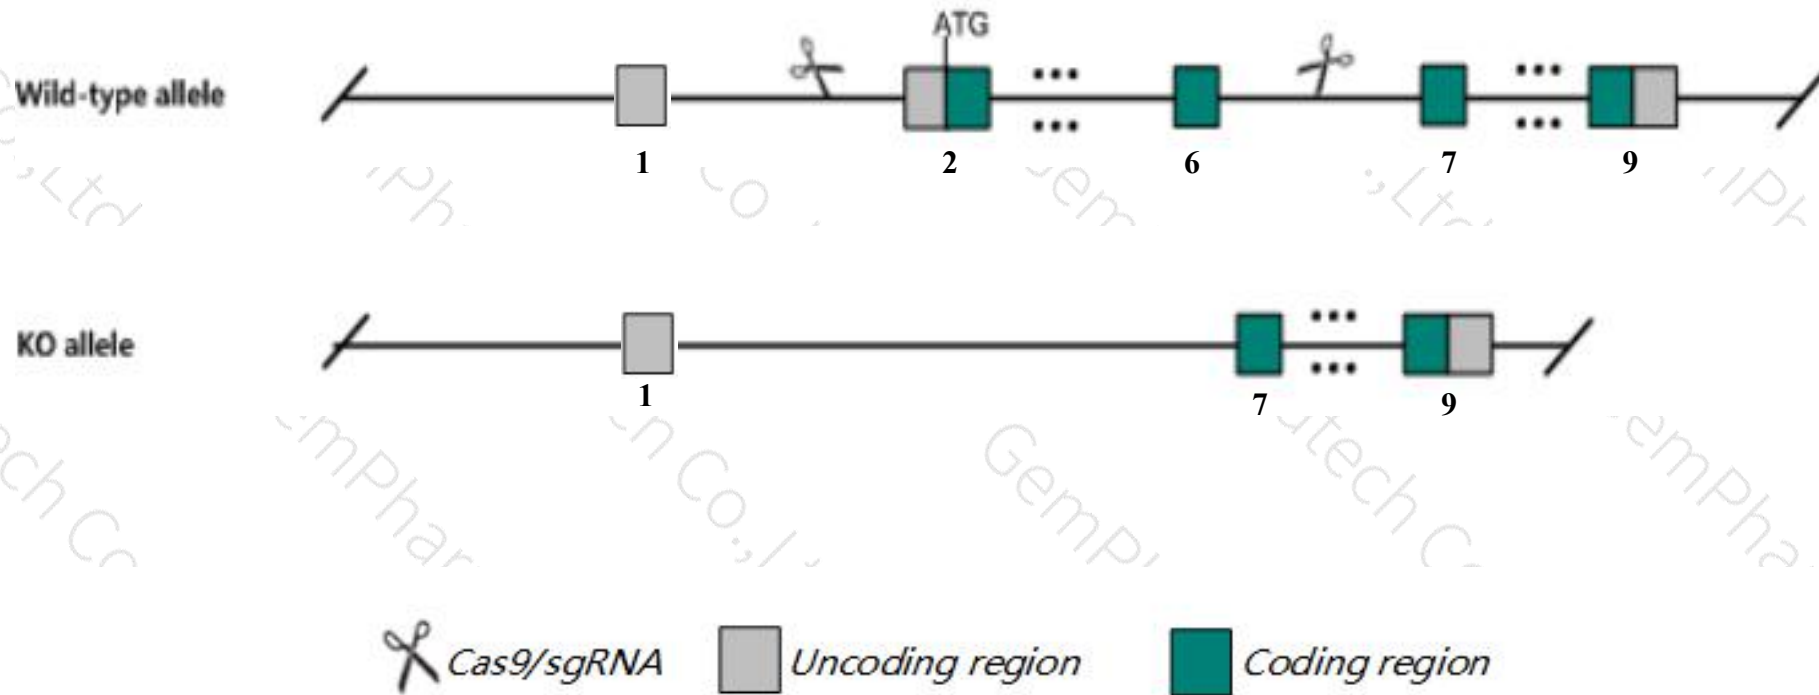 ATG
Wild-type allele
1 2 6 7 9
KO allele
1 7 9
Cas9/sgRNA Uncoding region Coding region
GemPh